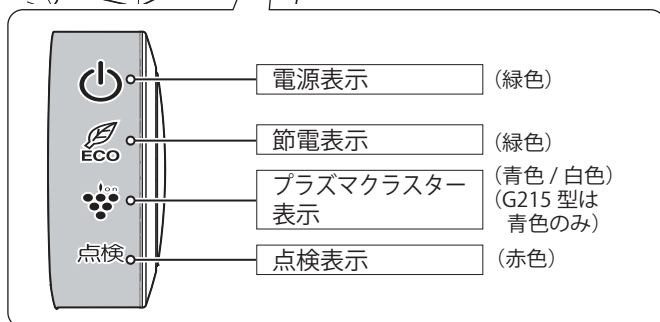 電源表示 (緑色)
ECO
節電表示 (緑色)
ion
プラズマクラスター
表示
(青色 / 白色)
(G215 型は
青色のみ)
点検
点検表示 (赤色)